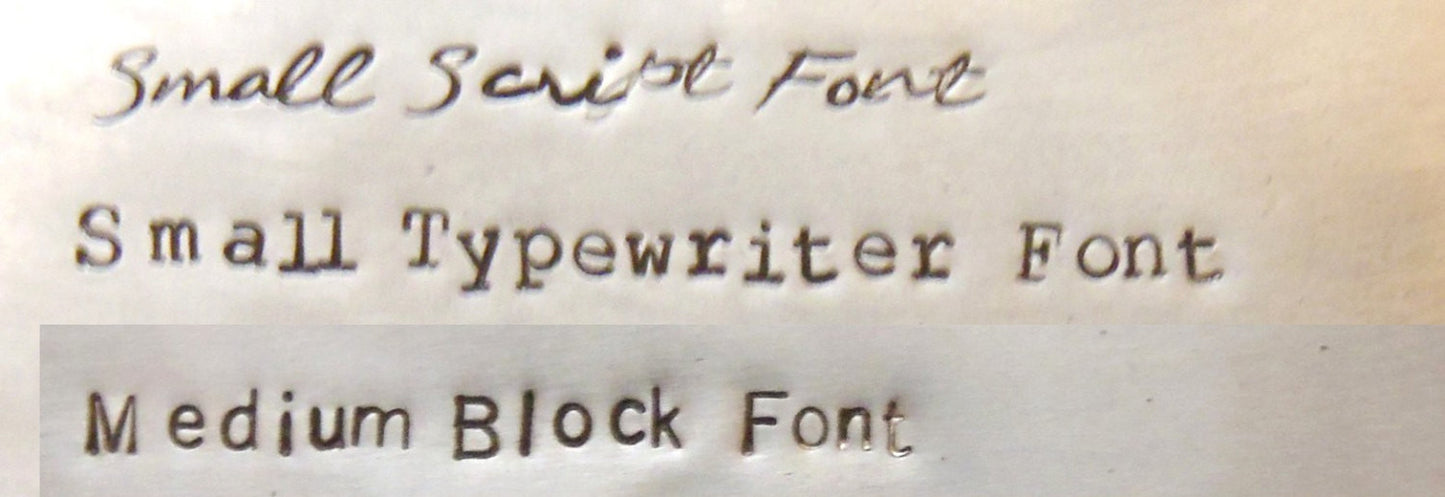 Small Script Font
Small Typewriter Font
Medium Block Font